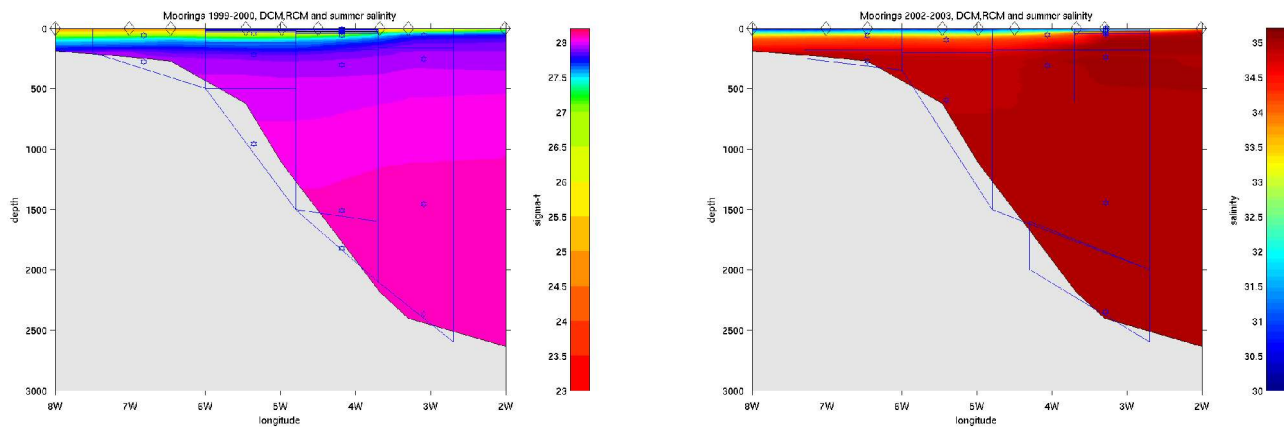 Moorings 1999-2000, DCM,RCM and summer salinity
0
500
1000
1500
2000
2500
3000
depth
8W
7W
6W
5W
4W
3W
2W
longitude
28
27.5
27
26.5
26
25.5
25
24.5
24
23.5
23
sigma-t
Moorings 2002-2003, DCM,RCM and summer salinity
0
500
1000
1500
2000
2500
3000
depth
8W
7W
6W
5W
4W
3W
2W
longitude
35
34.5
34
33.5
33
32.5
32
31.5
31
30.5
30
salinity